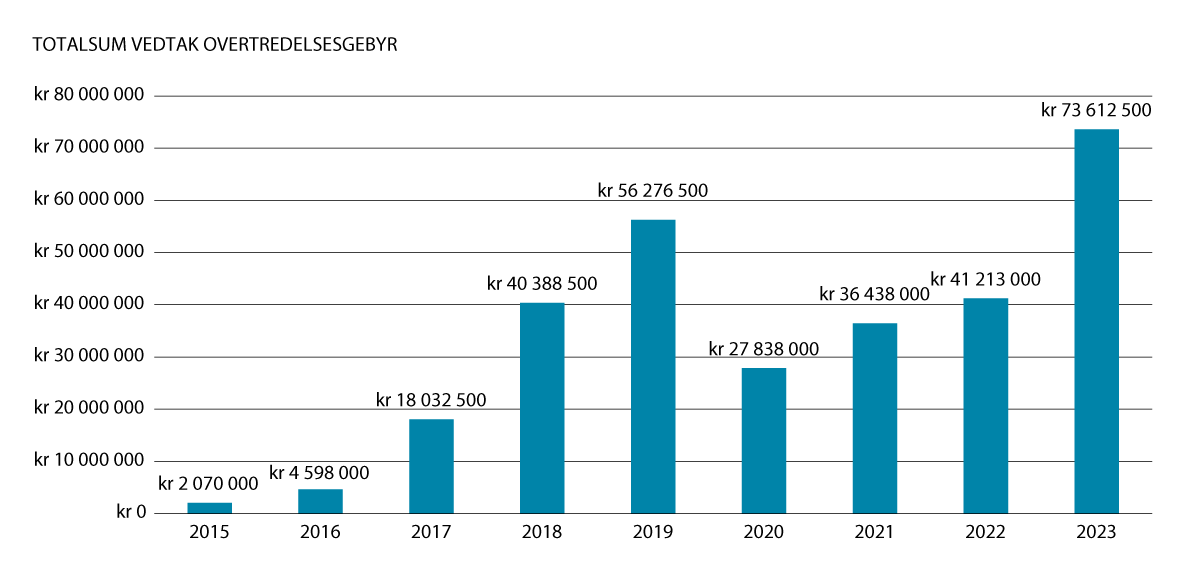 TOTALSUM VEDTAK OVERTREDELSESGEBYR
kr 80 000 000
kr 73 612 500
kr 70 000 000
kr 60 000 000
kr 56 276 500
kr 50 000 000
kr 40 000 000
kr 40 388 500
kr 36 438 000
kr 41 213 000
kr 30 000 000
kr 27 838 000
kr 20 000 000
kr 18 032 500
kr 10 000 000
kr 2 070 000
kr 4 598 000
kr 0
2015 2016 2017 2018 2019 2020 2021 2022 2023